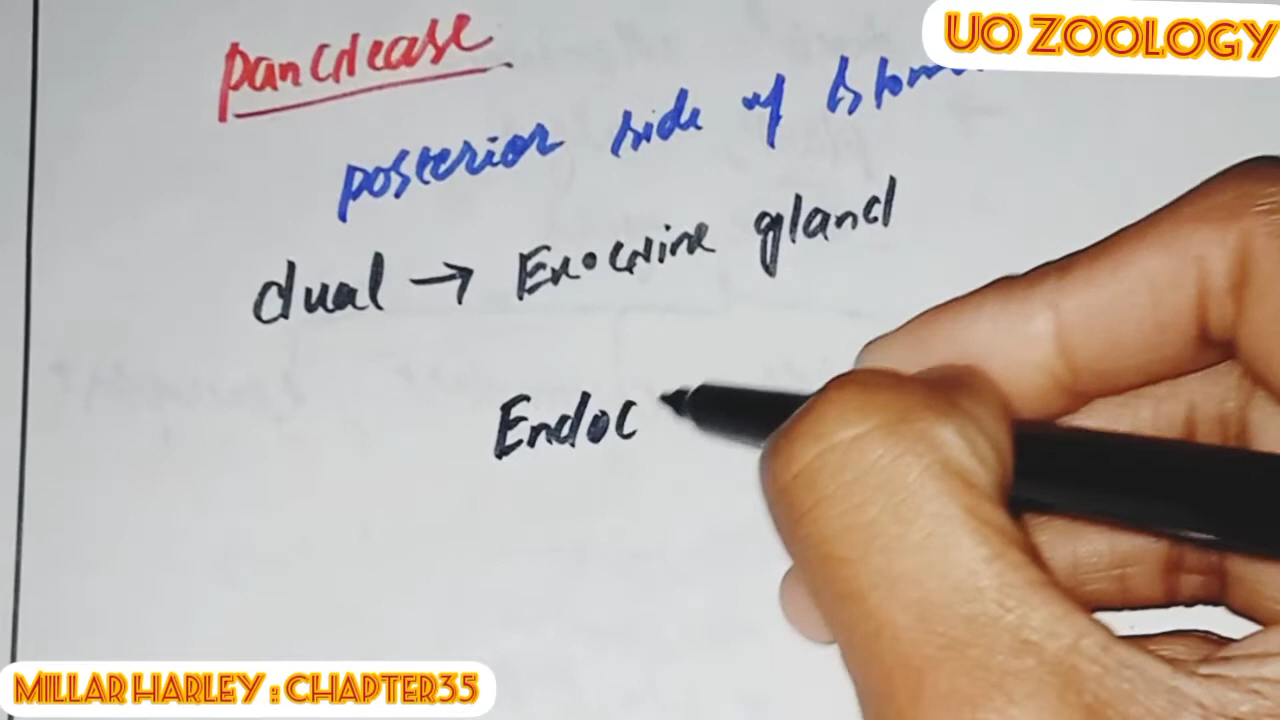 UO ZOOLOGY
Pancrease
posterior side of
dual → Exocrine gland
Endoc
MILLAR HARLEY : CHAPTER35